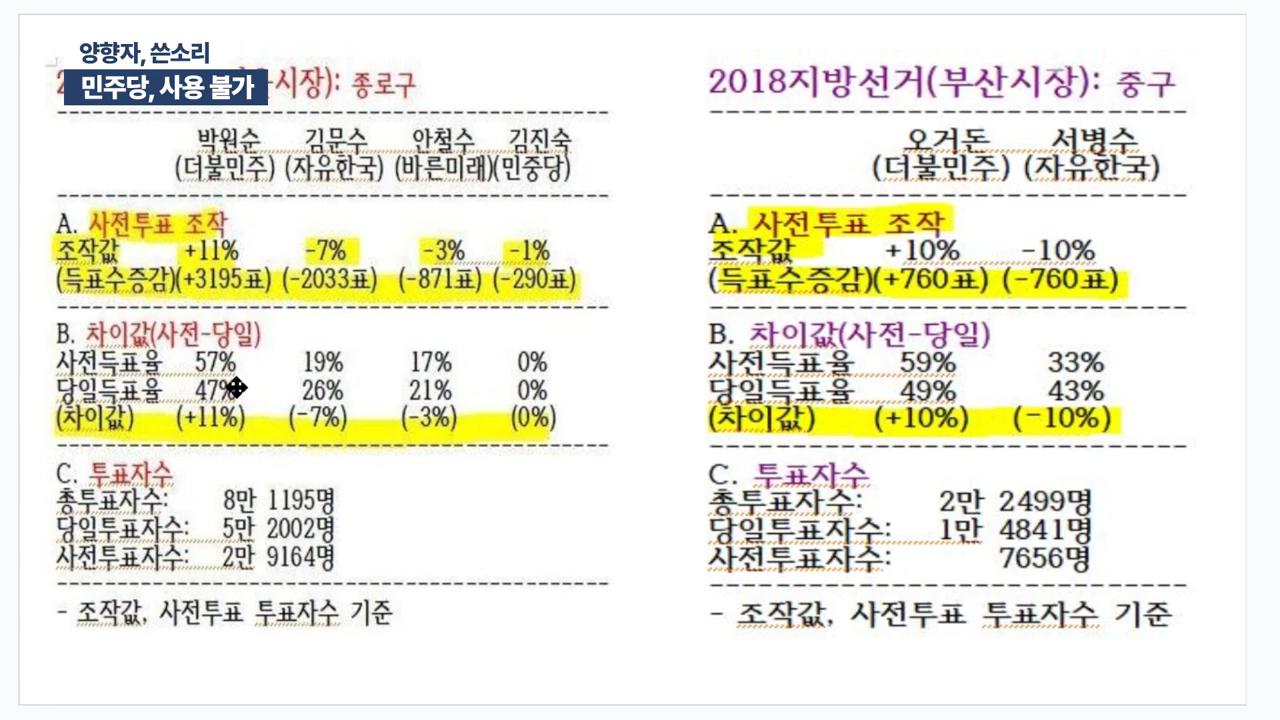 양향자, 쓴소리
민주당, 사용 불가
시장): 종로구
박원순 김문수 안철수 김진숙
(더불민주) (자유한국) (바른미래)(민중당)
A. 사전투표 조작
조작값 +11% -7% -3% -1%
(득표수증감)(+3195표) (-2033표) (-871표) (-290표)
B. 차이값(사전-당일)
사전득표율 57% 19% 17% 0%
당일득표율 47% 26% 21% 0%
(차이값) (+11%) (-7%) (-3%) (0%)
C. 투표자수
총투표자수: 8만 1195명
당일투표자수: 5만 2002명
사전투표자수: 2만 9164명
- 조작값, 사전투표 투표자수 기준
2018지방선거(부산시장): 중구
오거돈 서병수
(더불민주) (자유한국)
A. 사전투표 조작
조작값 +10% -10%
(득표수증감)(+760표) (-760표)
B. 차이값(사전-당일)
사전득표율 59% 33%
당일득표율 49% 43%
(차이값) (+10%) (-10%)
C. 투표자수
총투표자수: 2만 2499명
당일투표자수: 1만 4841명
사전투표자수: 7656명
- 조작값, 사전투표 투표자수 기준